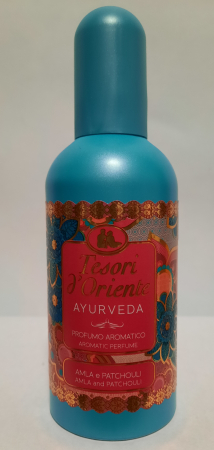 Tesori
d'Oriente
AYURVEDA
PROFUMO AROMATICO
AROMATIC PERFUME
AMLA e PATCHOULI
AMLA and PATCHOULI